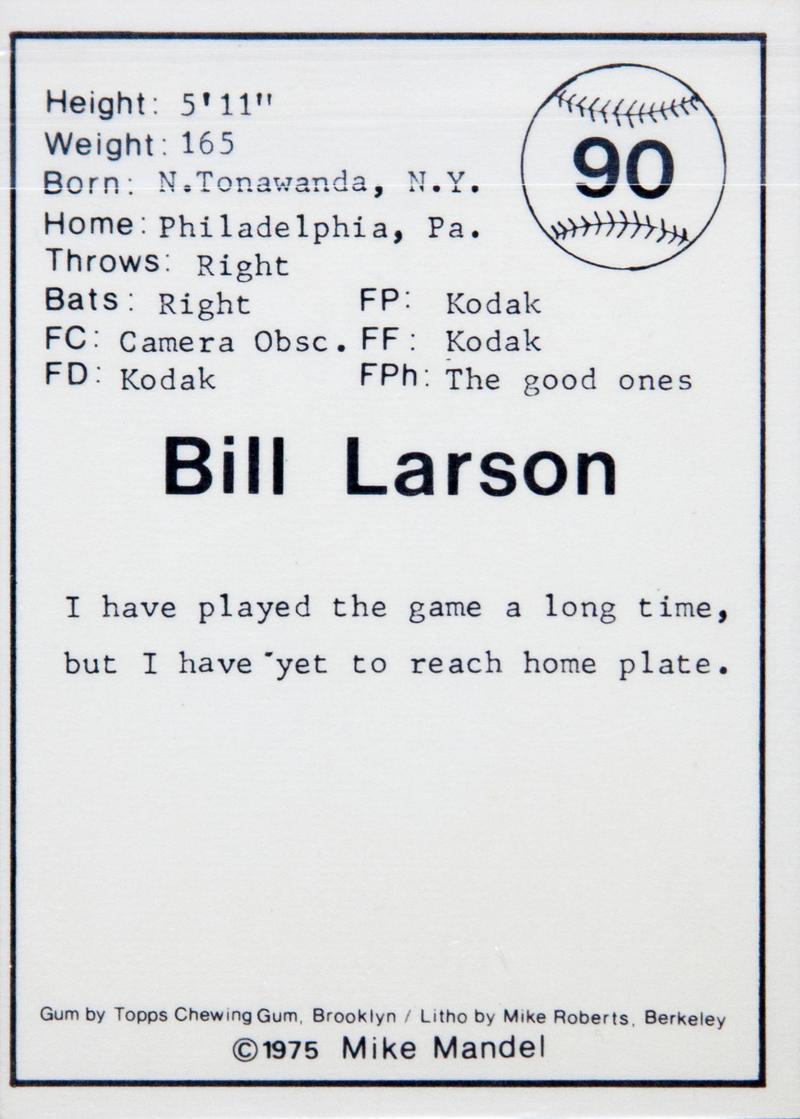 Height: 5'11"
90
Weight: 165
Born: N.Tonawanda, N.Y.
Home: Philadelphia, Pa.
Throws: Right
Bats: Right FP: Kodak
FC: Camera Obsc. FF: Kodak
FD: Kodak FPh: The good ones
Bill Larson
I have played the game a long time,
but I have yet to reach home plate.
Gum by Topps Chewing Gum, Brooklyn / Litho by Mike Roberts, Berkeley
©1975 Mike Mandel